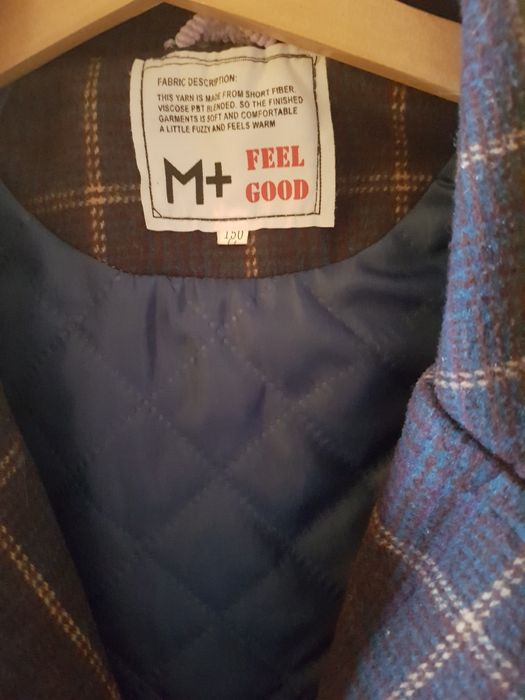 FABRIC DESCRIPTION:
THIS YARN IS MADE FROM SHORT FIBER,
VISCOSE PBT BLENDED. SO THE FINISHED
GARMENTS IS SOFT AND COMFORTABLE
A LITTLE FUZZY AND FEELS WARM
M+ FEEL
GOOD
150